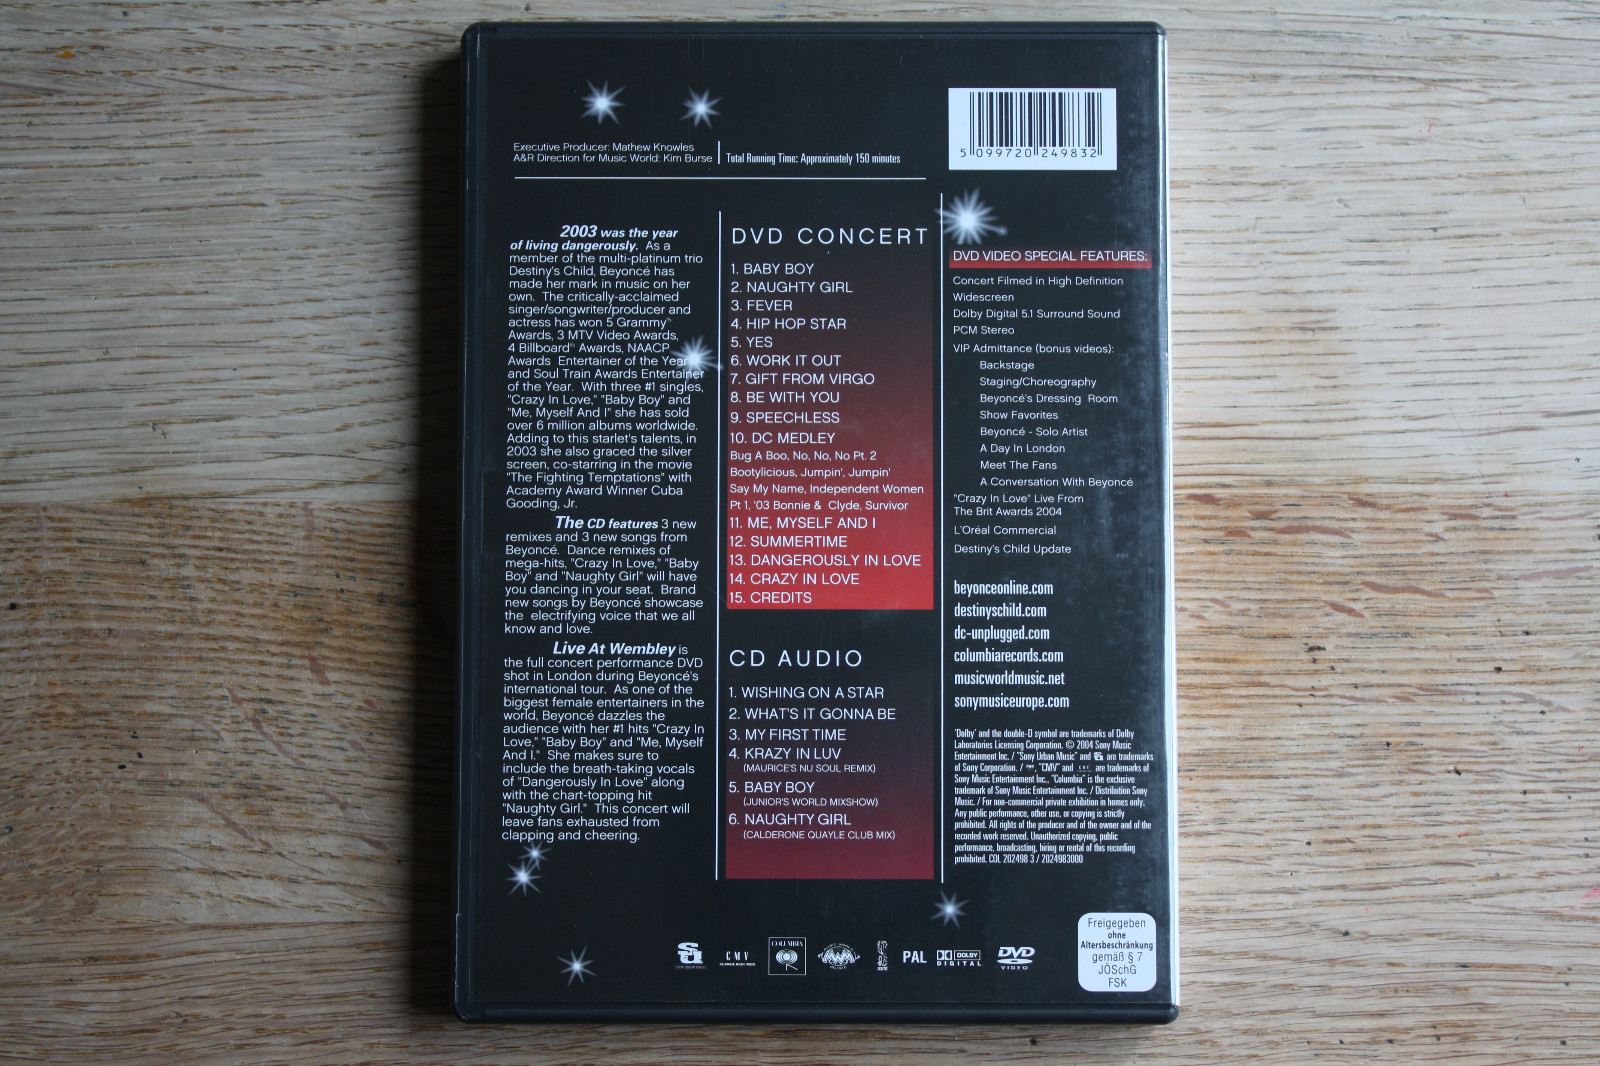 Executive Producer: Mathew Knowles
A&R Direction for Music World: Kim Burse
Total Running Time: Approximately 150 minutes
5 099720 249832
2003 was the year
of living dangerously. As a
member of the multi-platinum trio
Destiny's Child, Beyoncé has
made her mark in music on her
own. The critically-acclaimed
singer/songwriter/producer and
actress has won 5 Grammy®
Awards, 3 MTV Video Awards,
4 Billboard® Awards, NAACP
Awards Entertainer of the Year
and Soul Train Awards Entertainer
of the Year. With three #1 singles,
"Crazy In Love," "Baby Boy" and
"Me, Myself And I" she has sold
over 6 million albums worldwide.
Adding to this starlet's talents, in
2003 she also graced the silver
screen, co-starring in the movie
"The Fighting Temptations" with
Academy Award Winner Cuba
Gooding, Jr.
The CD features 3 new
remixes and 3 new songs from
Beyoncé. Dance remixes of
mega-hits, "Crazy In Love," "Baby
Boy" and "Naughty Girl" will have
you dancing in your seat. Brand
new songs by Beyoncé showcase
the electrifying voice that we all
know and love.
Live At Wembley is
the full concert performance DVD
shot in London during Beyoncé's
international tour. As one of the
biggest female entertainers in the
world, Beyoncé dazzles the
audience with her #1 hits "Crazy In
Love," "Baby Boy" and "Me, Myself
And I." She makes sure to
include the breath-taking vocals
of "Dangerously In Love" along
with the chart-topping hit
"Naughty Girl." This concert will
leave fans exhausted from
clapping and cheering.
DVD CONCERT
1. BABY BOY
2. NAUGHTY GIRL
3. FEVER
4. HIP HOP STAR
5. YES
6. WORK IT OUT
7. GIFT FROM VIRGO
8. BE WITH YOU
9. SPEECHLESS
10. DC MEDLEY
Bug A Boo, No, No, No Pt. 2
Bootylicious, Jumpin', Jumpin'
Say My Name, Independent Women
Pt 1, '03 Bonnie & Clyde, Survivor
11. ME, MYSELF AND I
12. SUMMERTIME
13. DANGEROUSLY IN LOVE
14. CRAZY IN LOVE
15. CREDITS
CD AUDIO
1. WISHING ON A STAR
2. WHAT'S IT GONNA BE
3. MY FIRST TIME
4. KRAZY IN LUV
(MAURICE'S NU SOUL REMIX)
5. BABY BOY
(JUNIOR'S WORLD MIXSHOW)
6. NAUGHTY GIRL
(CALDERONE QUAYLE CLUB MIX)
DVD VIDEO SPECIAL FEATURES:
Concert Filmed in High Definition
Widescreen
Dolby Digital 5.1 Surround Sound
PCM Stereo
VIP Admittance (bonus videos):
Backstage
Staging/Choreography
Beyoncé's Dressing Room
Show Favorites
Beyoncé - Solo Artist
A Day In London
Meet The Fans
A Conversation With Beyoncé
"Crazy In Love" Live From
The Brit Awards 2004
L'Oréal Commercial
Destiny's Child Update
beyonceonline.com
destinyschild.com
dc-unplugged.com
columbiarecords.com
musicworldmusic.net
sonymusiceurope.com
'Dolby' and the double-D symbol are trademarks of Dolby
Laboratories Licensing Corporation. © 2004 Sony Music
Entertainment Inc. / "Sony Urban Music" and are trademarks
of Sony Corporation. / "CMV" and are trademarks of
Sony Music Entertainment Inc., "Columbia" is the exclusive
trademark of Sony Music Entertainment Inc. / Distribution Sony
Music. / For non-commercial private exhibition in homes only.
Any public performance, other use, or copying is strictly
prohibited. All rights of the producer and of the owner and of the
recorded work reserved. Unauthorized copying, public
performance, broadcasting, hiring or rental of this recording
prohibited. COL 202498 3 / 2024983000
CMV
COLUMBIA
PAL
DOLBY
DIGITAL
DVD
VIDEO
Freigegeben
ohne
Altersbeschränkung
gemäß § 7
JÖSchG
FSK